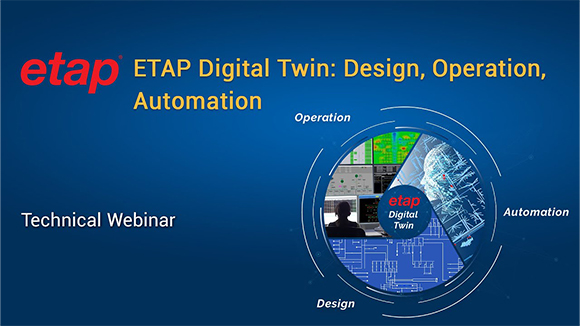 etap
ETAP Digital Twin: Design, Operation,
Automation
Operation
etap
Digital
Twin
Automation
Technical Webinar
Design